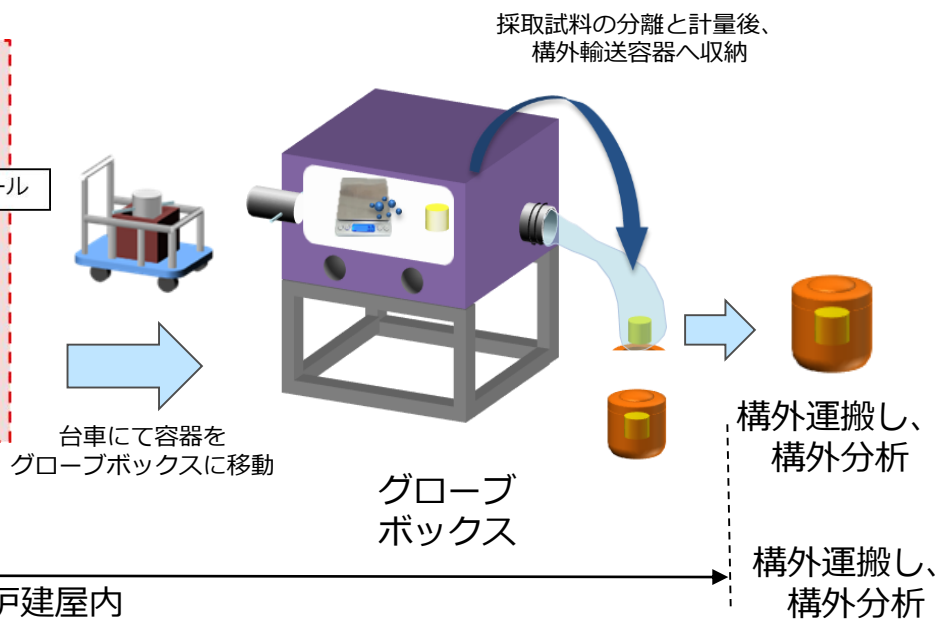 採取試料の分離と計量後、
構外輸送容器へ収納
ール
台車にて容器を
グローブボックスに移動
グローブ
ボックス
構外運搬し、
構外分析
構外運搬し、
構外分析
炉建屋内